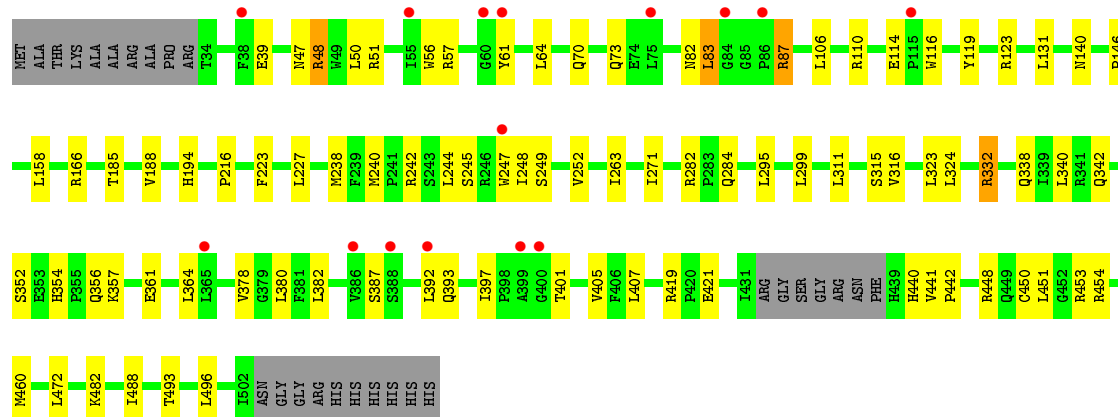 MET ALA THR LYS ALA ALA ARG ALA PRO ARG T34 F38 E39 N47 R48 W49 L50 R51 I55 W56 R57 G60 Y61 L64 Q70 Q73 E74 L75 N82 L83 G84 G85 P86 R87 L106 R110 E114 P115 W116 Y119 R123 L131 N140
L158 R166 T185 V188 H194 P216 F223 L227 M238 F239 M240 P241 R242 S243 L244 S245 R246 W247 I248 S249 V252 I263 I271 R282 P283 Q284 L295 L299 L311 S315 V316 L323 L324 R332 Q338 I339 L340 R341 Q342
S352 E353 H354 P355 Q356 K357 E361 L364 L365 V378 G379 L380 F381 L382 V386 S387 S388 L392 Q393 I397 P398 A399 G400 T401 V405 F406 L407 R419 P420 E421 I431 ARG GLY SER GLY ARG ASN PHE H439 H440 V441 P442 R448 Q449 C450 L451 G452 R453 R454
M460 L472 K482 I488 T493 L496 I502 ASN GLY GLY ARG HIS HIS HIS HIS HIS HIS